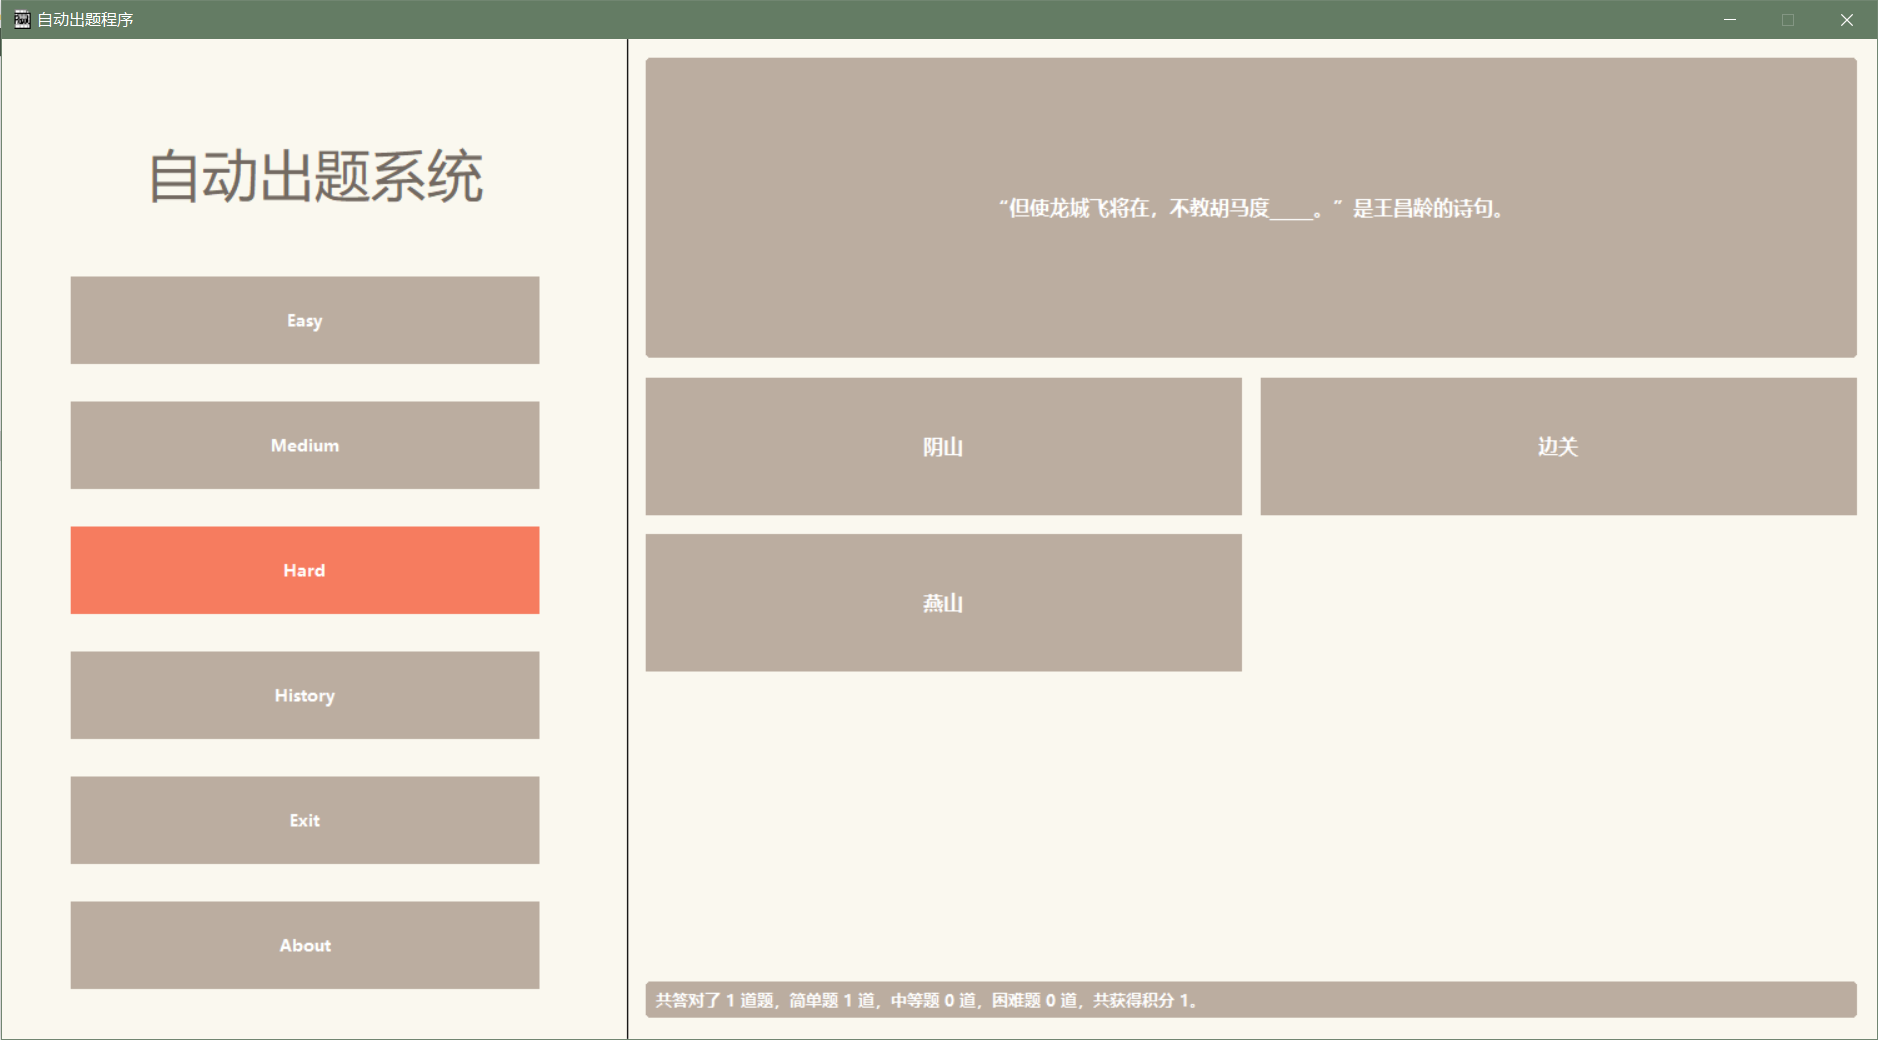 自动出题程序
自动出题系统
Easy
Medium
Hard
History
Exit
About
“但使龙城飞将在，不教胡马度____。”是王昌龄的诗句。
阴山
边关
燕山
共答对了 1 道题，简单题 1 道，中等题 0 道，困难题 0 道，共获得积分 1。